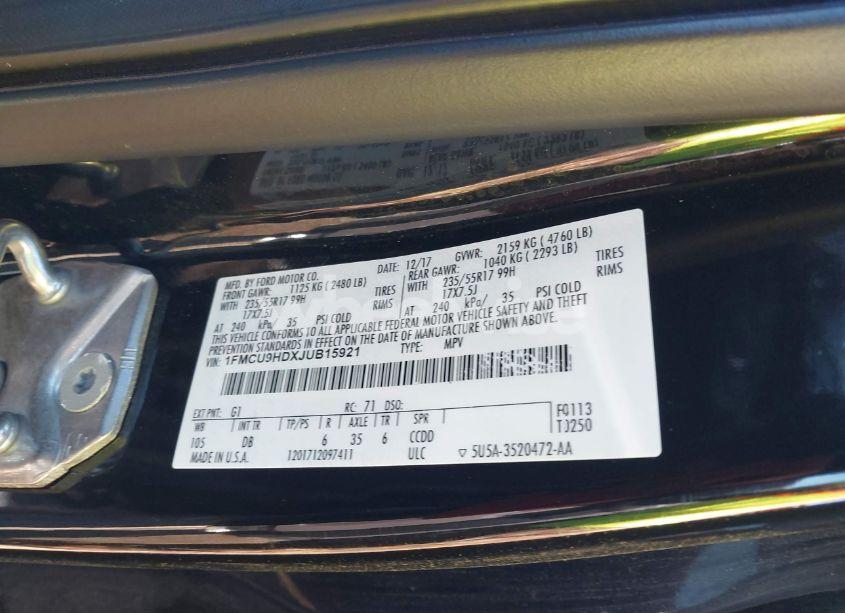 MFD. BY FORD MOTOR CO. 12/17 GVWR: 2159 KG ( 4760 LB)
FRONT GAWR: 1125 KG ( 2480 LB) REAR GAWR: 1040 KG ( 2293 LB)
WITH 235/55R17 99H TIRES WITH 235/55R17 99H TIRES
17X7.5J RIMS 17X7.5J RIMS
AT 240 kPa/ 35 PSI COLD AT 240 kPa/ 35 PSI COLD
THIS VEHICLE CONFORMS TO ALL APPLICABLE FEDERAL MOTOR VEHICLE SAFETY AND THEFT
PREVENTION STANDARDS IN EFFECT ON THE DATE OF MANUFACTURE SHOWN ABOVE.
VIN: 1FMCU9HDXJUB15921 TYPE: MPV
EXT PNT: G1 RC: 71 DSO: F0113
WB INT TR TP/PS R AXLE TR SPR T0250
105 DB 6 35 6 CCDD
MADE IN U.S.A. 1201712097411 ULC ▽ 5U5A-3520472-AA